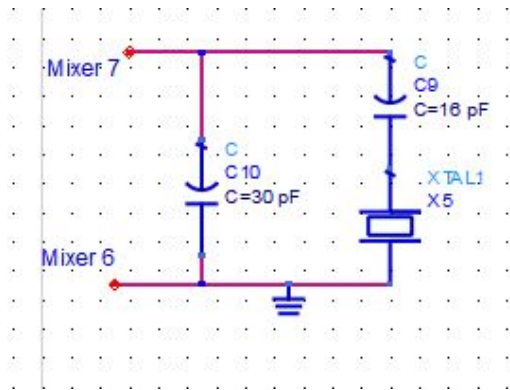 Mixer 7
C
C9
C=16 pF
C
C10
C=30 pF
XTAL1
X5
Mixer 6